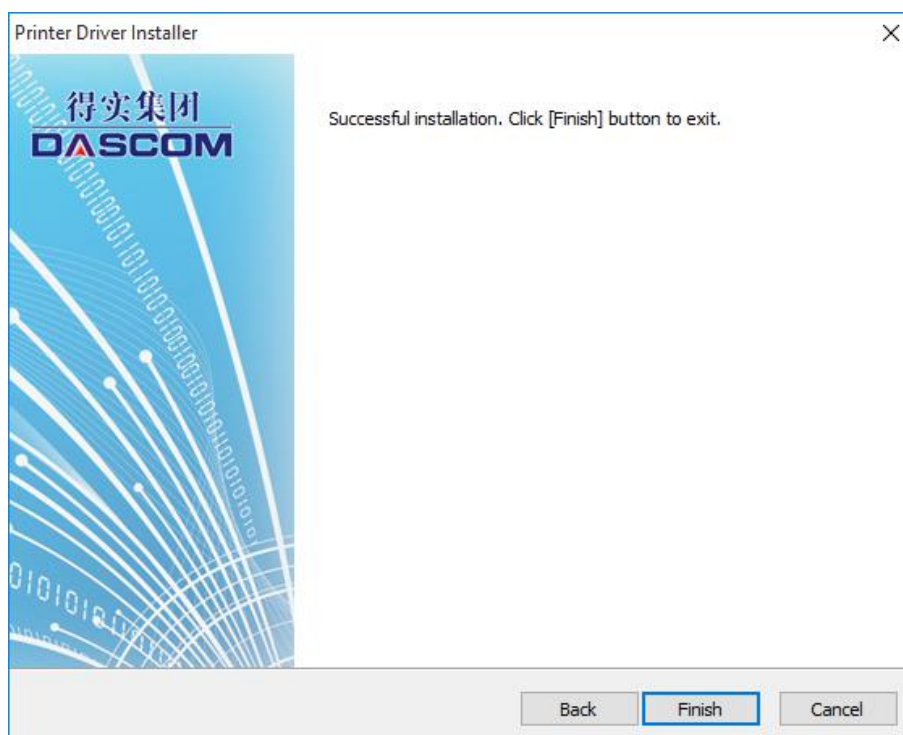 Printer Driver Installer
得实集团
DASCOM
Successful installation. Click [Finish] button to exit.
Back
Finish
Cancel